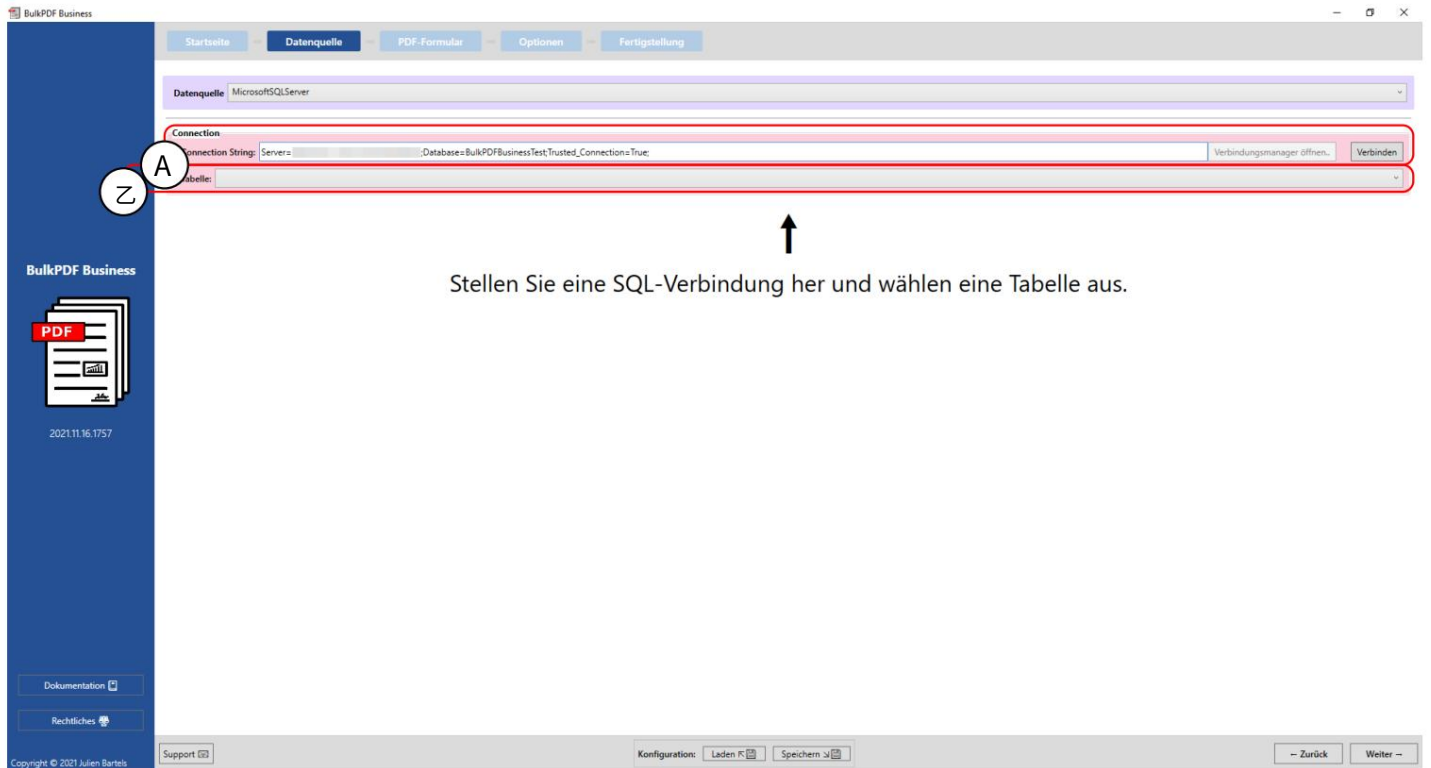 BulkPDF Business
Startseite Datenquelle PDF-Formular Optionen Fertigstellung
Datenquelle MicrosoftSQLServer
Connection
Connection String: Server= ;Database=BulkPDFBusinessTest;Trusted_Connection=True; Verbindungsmanager öffnen.. Verbinden
A
Tabelle:
乙
Stellen Sie eine SQL-Verbindung her und wählen eine Tabelle aus.
BulkPDF Business
PDF
2021.11.16.1757
Dokumentation
Rechtliches
Copyright © 2021 Julien Bartels
Support Konfiguration: Laden Speichern ← Zurück Weiter →